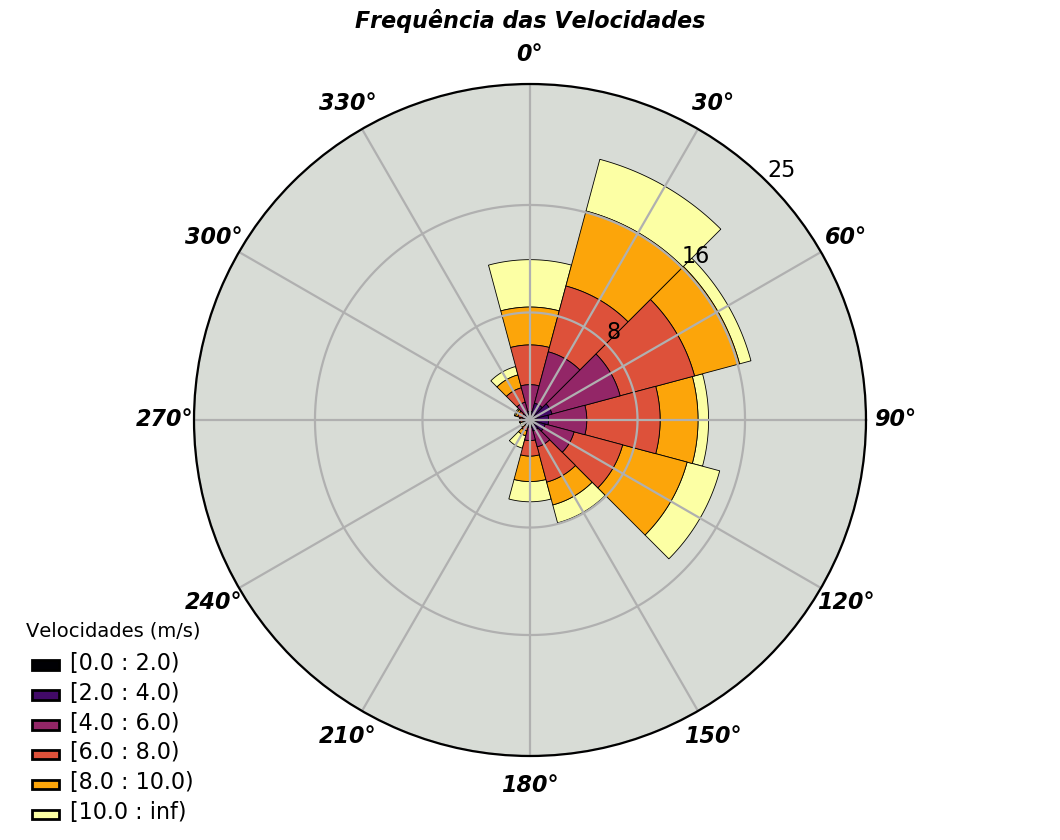 Frequência das Velocidades
0°
330°
30°
25
300°
60°
16
8
270°
90°
240°
120°
Velocidades (m/s)
[0.0 : 2.0)
[2.0 : 4.0)
[4.0 : 6.0)
[6.0 : 8.0)
[8.0 : 10.0)
[10.0 : inf)
210°
150°
180°